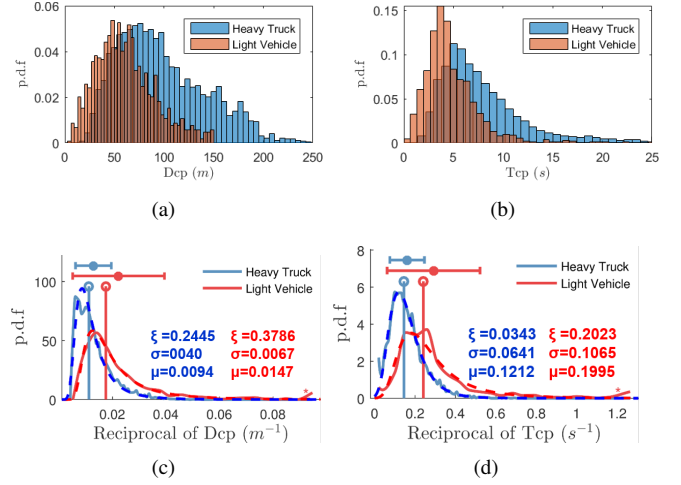 0.06
0.04
0.02
0
p.d.f
Heavy Truck
Light Vehicle
0 50 100 150 200 250
Dcp (m)
(a)
0.15
0.1
0.05
0
p.d.f
Heavy Truck
Light Vehicle
0 5 10 15 20 25
Tcp (s)
(b)
100
50
0
p.d.f
Heavy Truck
Light Vehicle
ξ =0.2445 ξ =0.3786
σ=0040 σ=0.0067
μ=0.0094 μ=0.0147
*
0.02 0.04 0.06 0.08
Reciprocal of Dcp (m⁻¹)
(c)
8
6
4
2
0
p.d.f
Heavy Truck
Light Vehicle
ξ =0.0343 ξ =0.2023
σ=0.0641 σ=0.1065
μ=0.1212 μ=0.1995
*
0 0.2 0.4 0.6 0.8 1 1.2
Reciprocal of Tcp (s⁻¹)
(d)